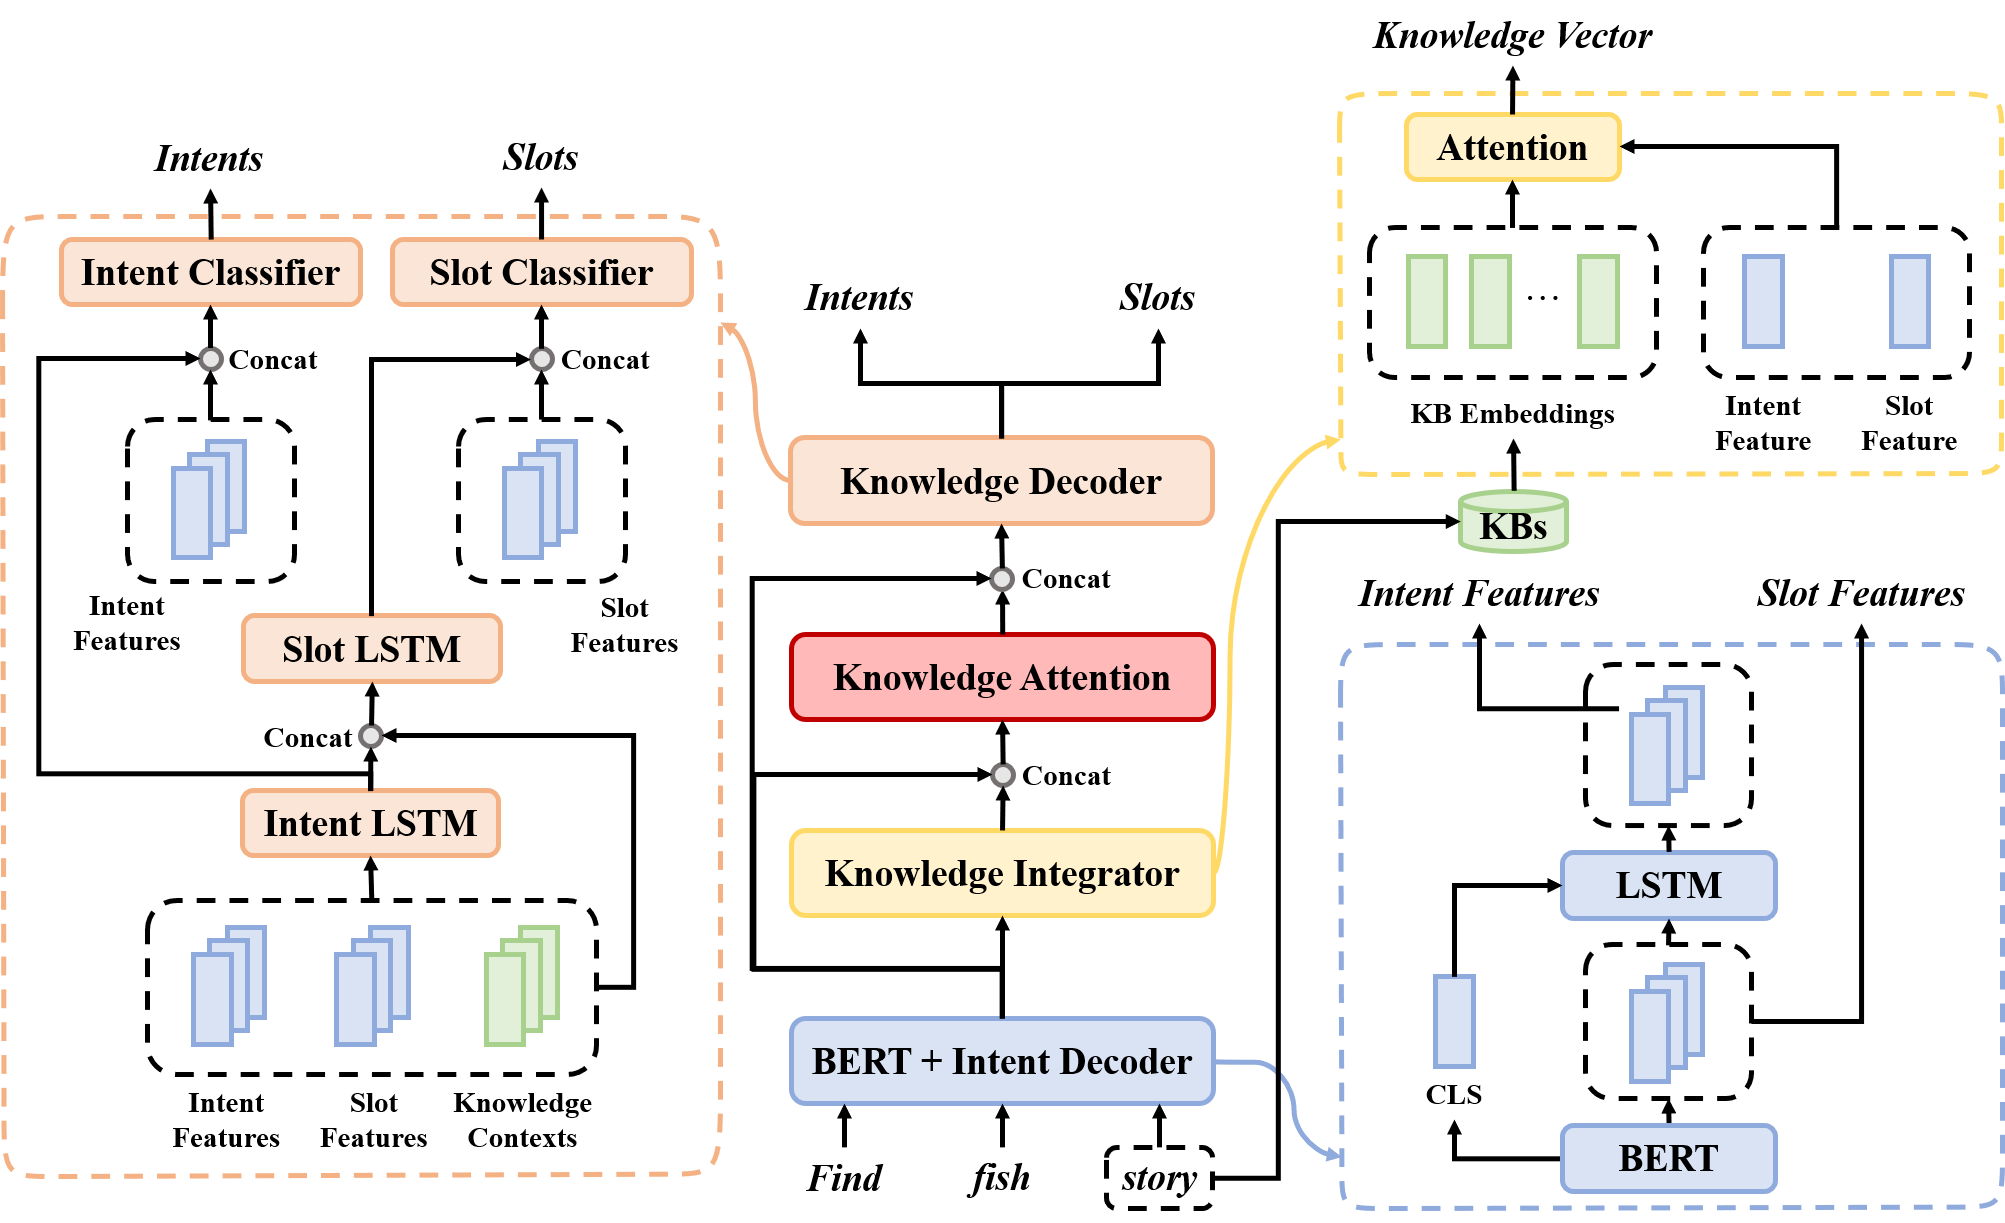 Intents
Slots
Intent Classifier
Slot Classifier
Concat
Concat
Intent
Features
Slot
Features
Slot LSTM
Concat
Intent LSTM
Intent
Features
Slot
Features
Knowledge
Contexts
Intents
Slots
Knowledge Decoder
Concat
Knowledge Attention
Concat
Knowledge Integrator
BERT + Intent Decoder
Find
fish
story
Knowledge Vector
Attention
...
KB Embeddings
Intent
Feature
Slot
Feature
KBs
Intent Features
Slot Features
LSTM
CLS
BERT